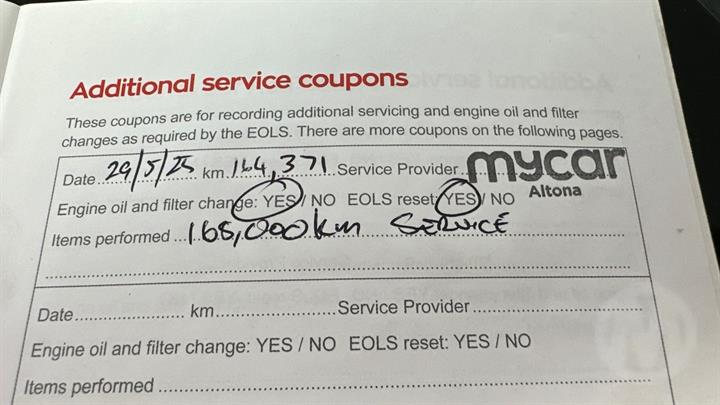 Additional service coupons
These coupons are for recording additional servicing and engine oil and filter
changes as required by the EOLS. There are more coupons on the following pages.
Date 29/5/25 km 164,371 Service Provider mycar
Altona
Engine oil and filter change: YES / NO EOLS reset: YES / NO
Items performed 165,000km SERVICE
Date.................... km....................Service Provider....................
Engine oil and filter change: YES / NO EOLS reset: YES / NO
Items performed ....................